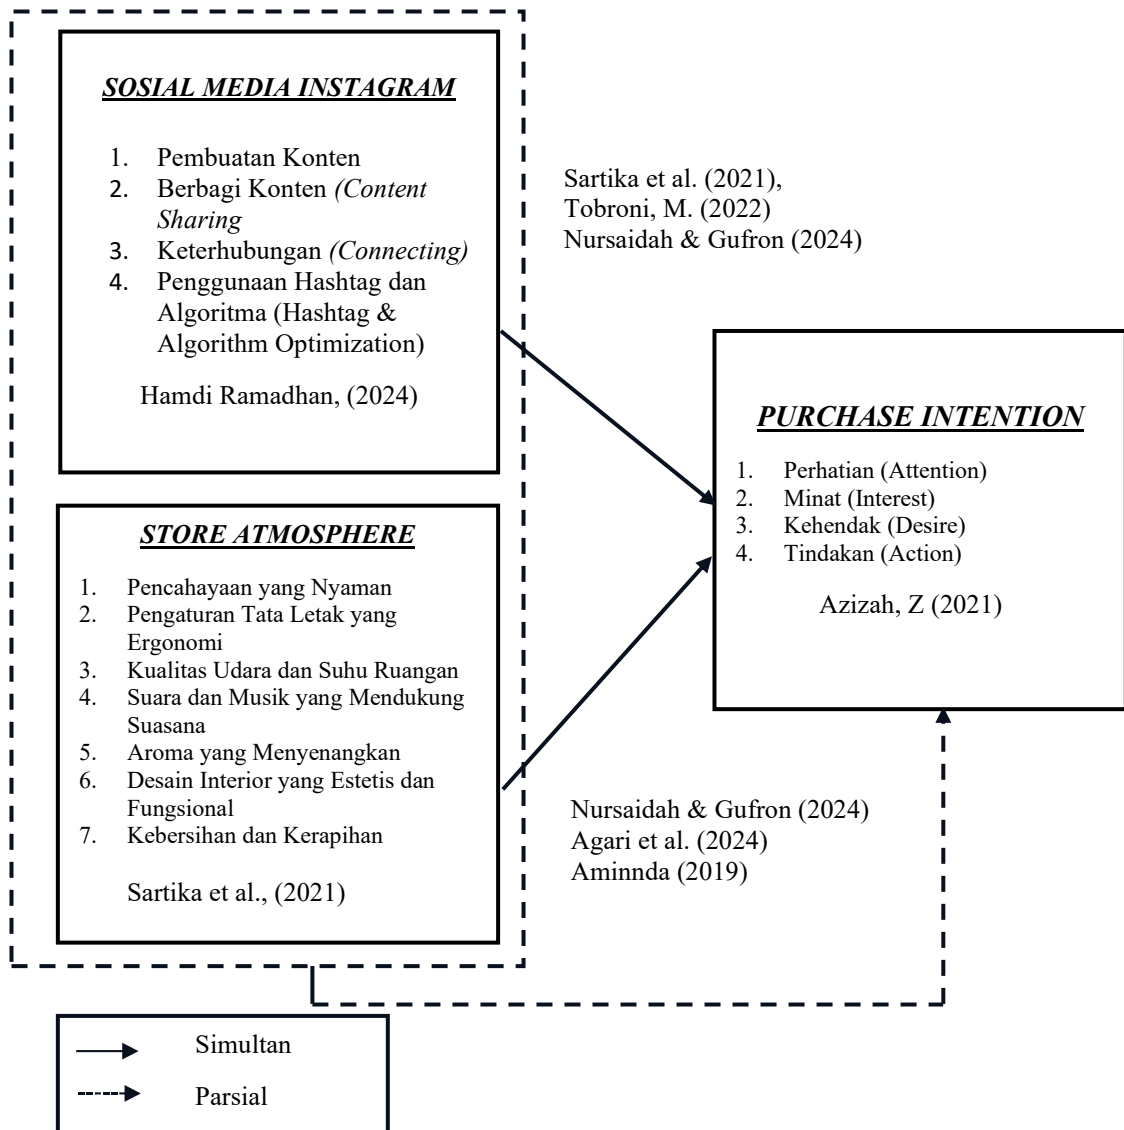 SOSIAL MEDIA INSTAGRAM
1. Pembuatan Konten
2. Berbagi Konten (Content
Sharing
3. Keterhubungan (Connecting)
4. Penggunaan Hashtag dan
Algoritma (Hashtag &
Algorithm Optimization)
Hamdi Ramadhan, (2024)
Sartika et al. (2021),
Tobroni, M. (2022)
Nursaidah & Gufron (2024)
PURCHASE INTENTION
1. Perhatian (Attention)
2. Minat (Interest)
3. Kehendak (Desire)
4. Tindakan (Action)
Azizah, Z (2021)
STORE ATMOSPHERE
1. Pencahayaan yang Nyaman
2. Pengaturan Tata Letak yang
Ergonomi
3. Kualitas Udara dan Suhu Ruangan
4. Suara dan Musik yang Mendukung
Suasana
5. Aroma yang Menyenangkan
6. Desain Interior yang Estetis dan
Fungsional
7. Kebersihan dan Kerapihan
Sartika et al., (2021)
Nursaidah & Gufron (2024)
Agari et al. (2024)
Aminnda (2019)
Simultan
Parsial